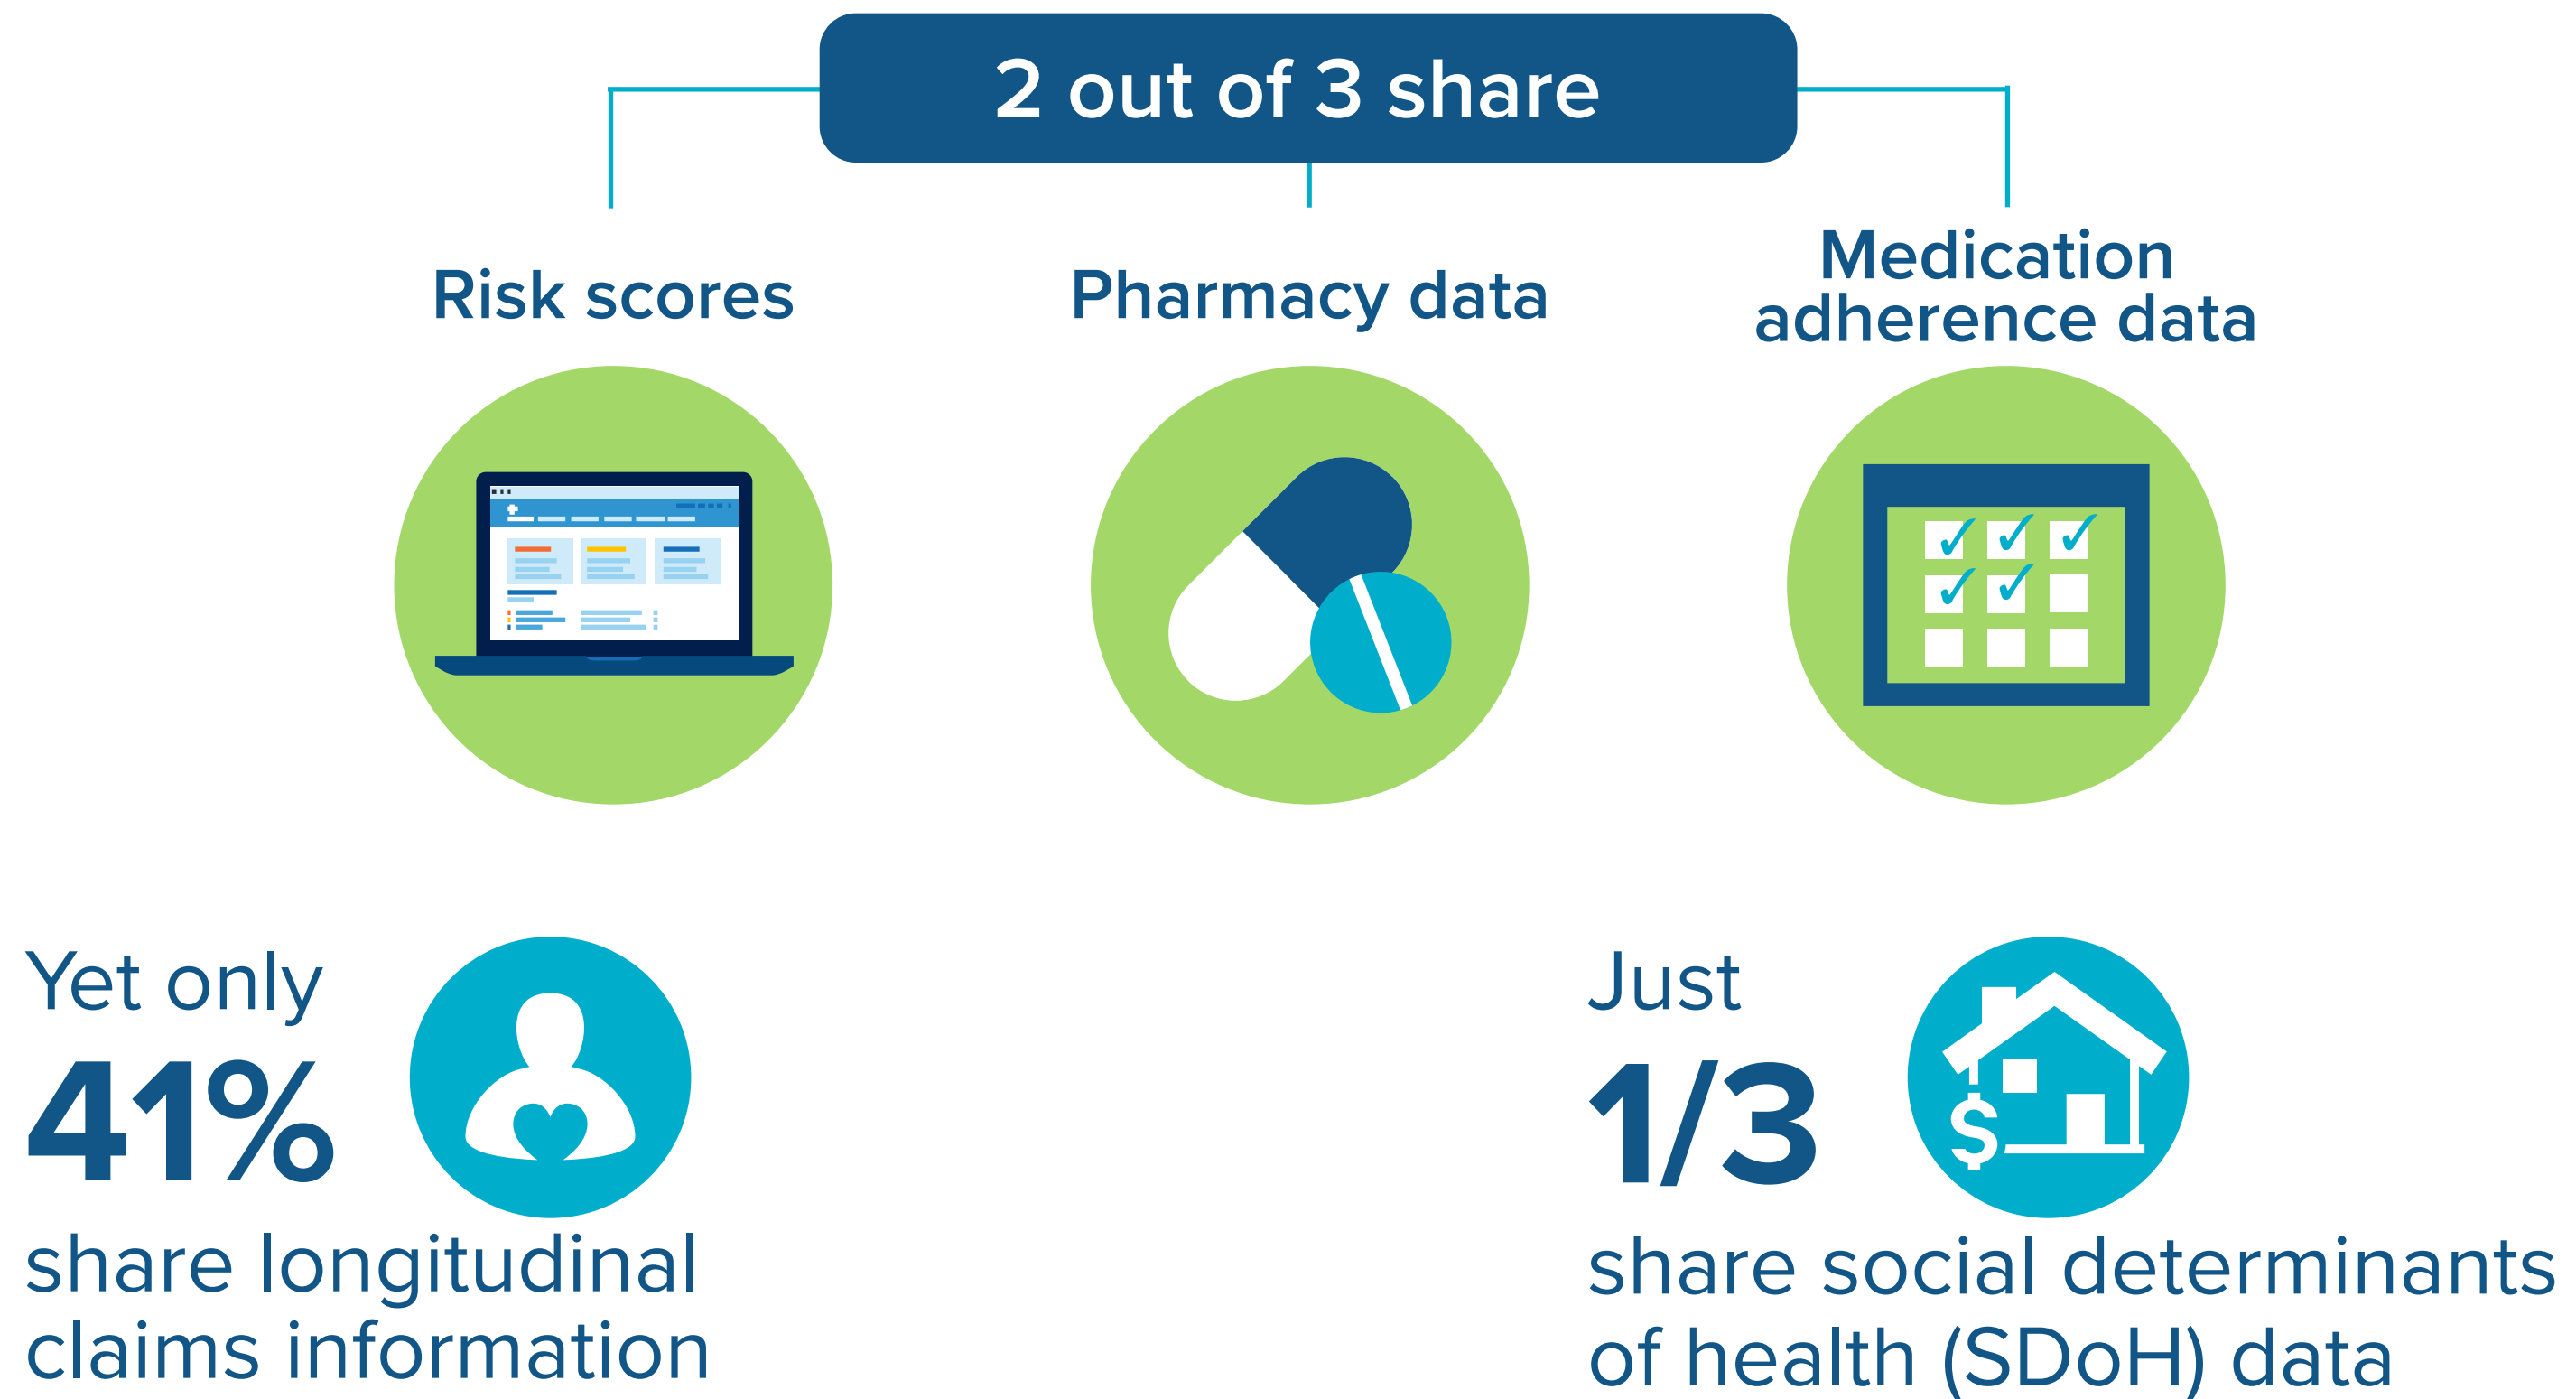 2 out of 3 share
Risk scores
Pharmacy data
Medication
adherence data
Yet only
41%
share longitudinal
claims information
Just
1/3
share social determinants
of health (SDoH) data